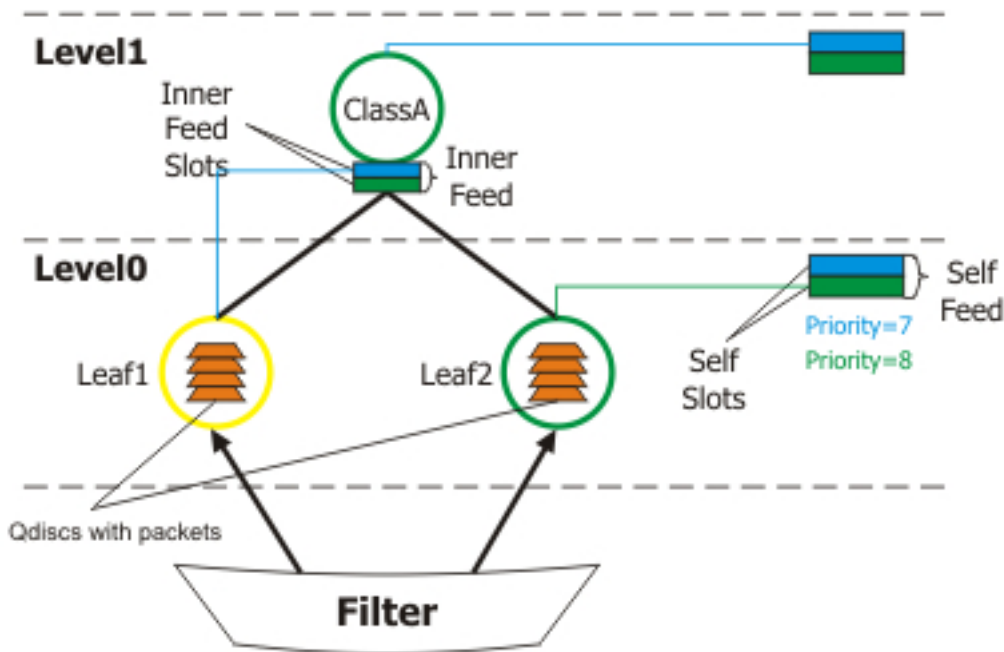 Level1
ClassA
Inner
Feed
Slots
Inner
Feed
Level0
Self
Feed
Priority=7
Priority=8
Leaf1
Leaf2
Self
Slots
Qdiscs with packets
Filter